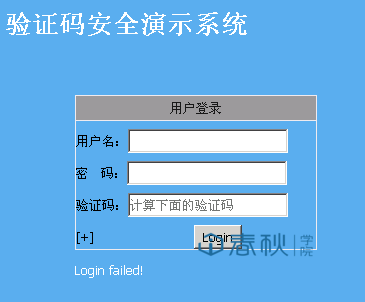 验证码安全演示系统
用户登录
用户名：
密 码：
验证码： 计算下面的验证码
[+] Login
春秋学院
Login failed!